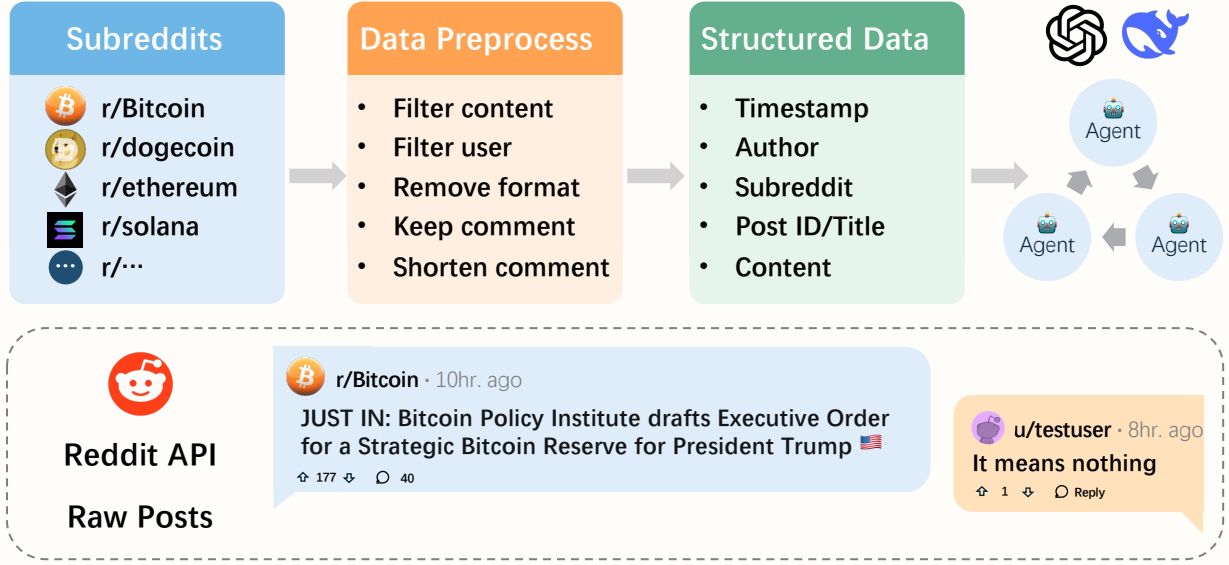 Subreddits
r/Bitcoin
r/dogecoin
r/ethereum
r/solana
r/···
Data Preprocess
• Filter content
• Filter user
• Remove format
• Keep comment
• Shorten comment
Structured Data
• Timestamp
• Author
• Subreddit
• Post ID/Title
• Content
Agent
Agent
Agent
Reddit API
Raw Posts
r/Bitcoin · 10hr. ago
JUST IN: Bitcoin Policy Institute drafts Executive Order
for a Strategic Bitcoin Reserve for President Trump 🇺🇸
177 40
u/testuser · 8hr. ago
It means nothing
1 Reply